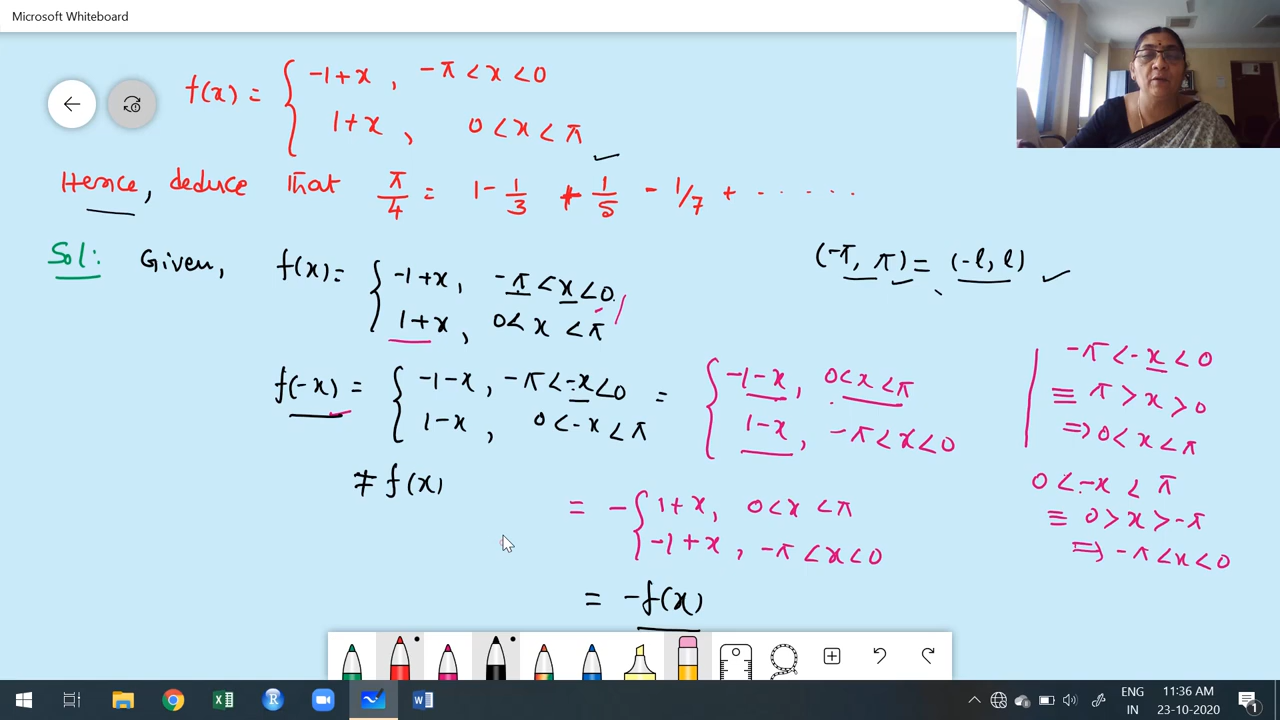 Microsoft Whiteboard
f(x) = { -1+x , -π < x < 0
1+x , 0 < x < π
Hence, deduce that π/4 = 1 - 1/3 + 1/5 - 1/7 + ......
Sol: Given, f(x) = { -1+x, -π < x < 0
1+x, 0 < x < π
(-π, π) = (-l, l)
f(-x) = { -1-x, -π < -x < 0 = { -1-x, 0 < x < π
1-x, 0 < -x < π 1-x, -π < x < 0
≠ f(x)
= -{ 1+x, 0 < x < π
-1+x, -π < x < 0
= -f(x)
-π < -x < 0
≡ π > x > 0
⇒ 0 < x < π
0 < -x < π
≡ 0 > x > -π
⇒ -π < x < 0
ENG
IN
11:36 AM
23-10-2020
1